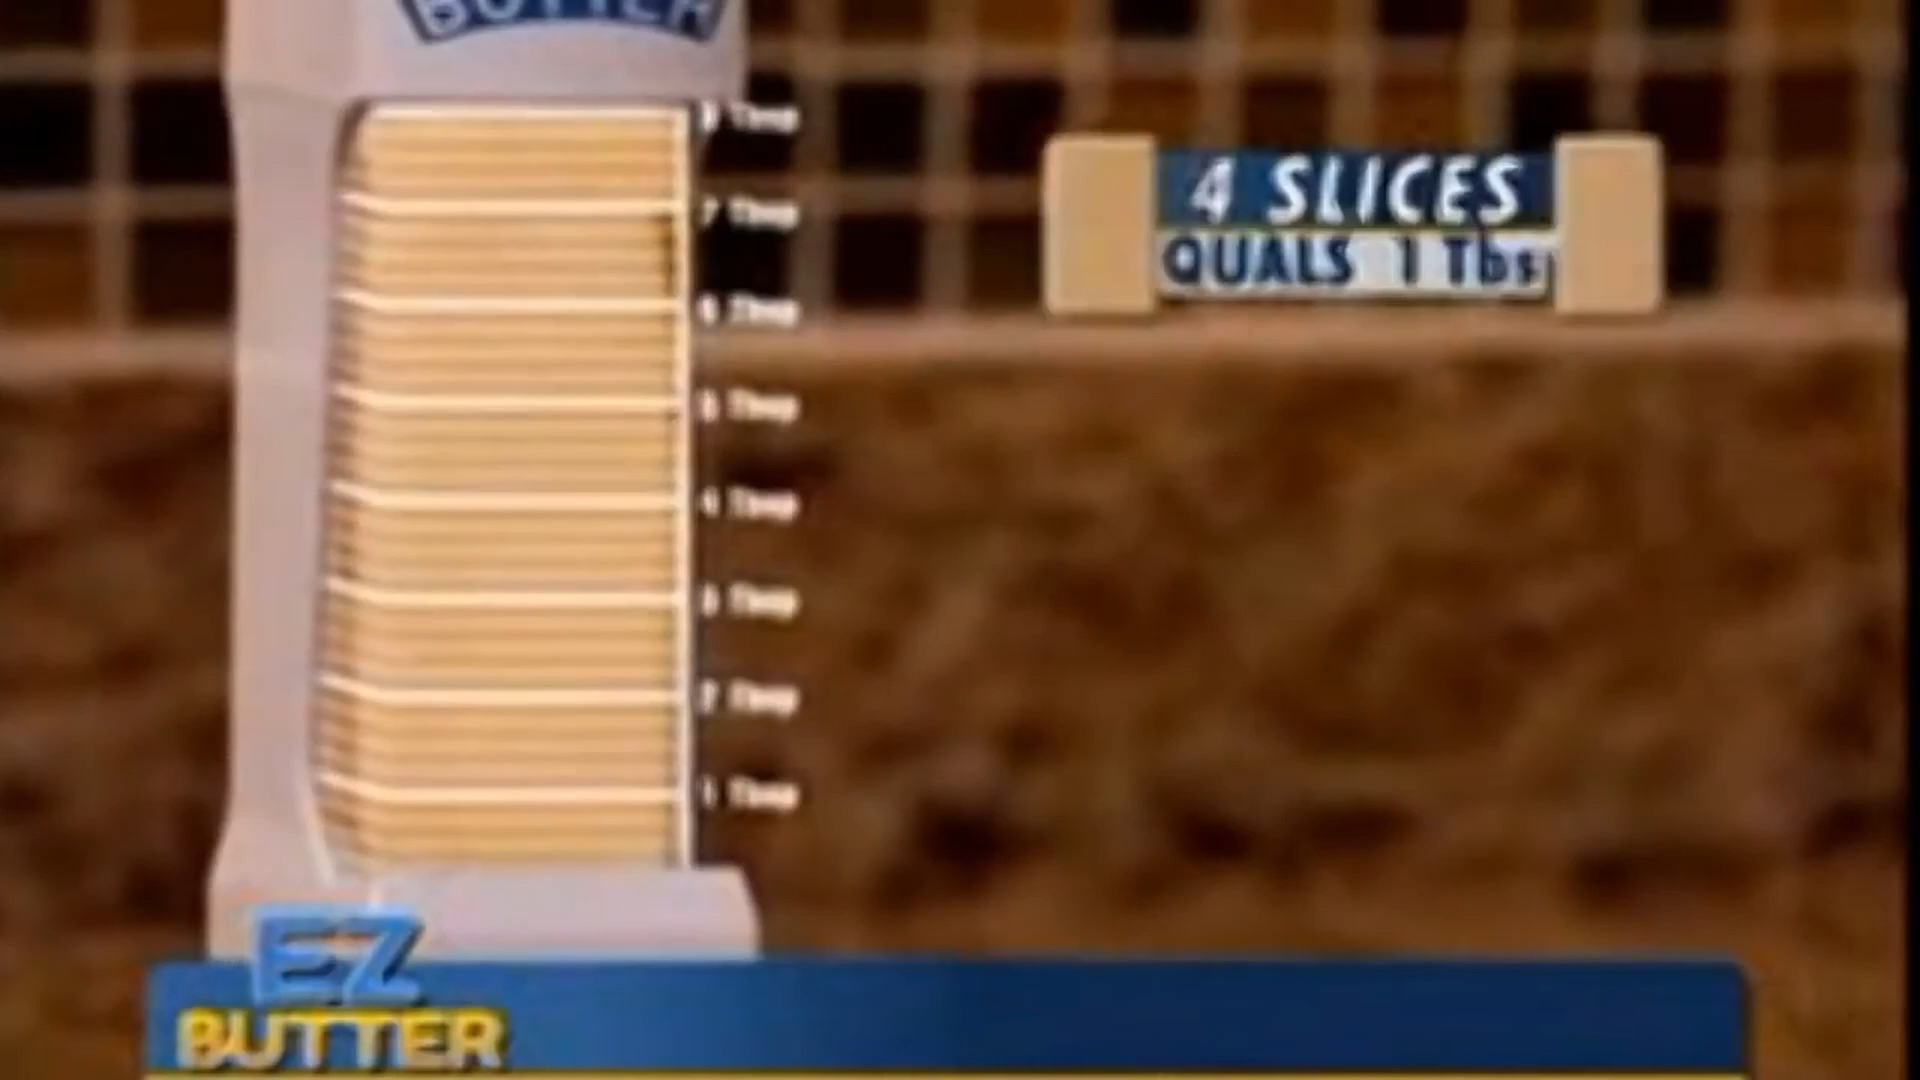 BUTTER
8 Tbsp
7 Tbsp
6 Tbsp
5 Tbsp
4 Tbsp
3 Tbsp
2 Tbsp
1 Tbsp
4 SLICES
QUALS 1 Tbs
EZ
BUTTER